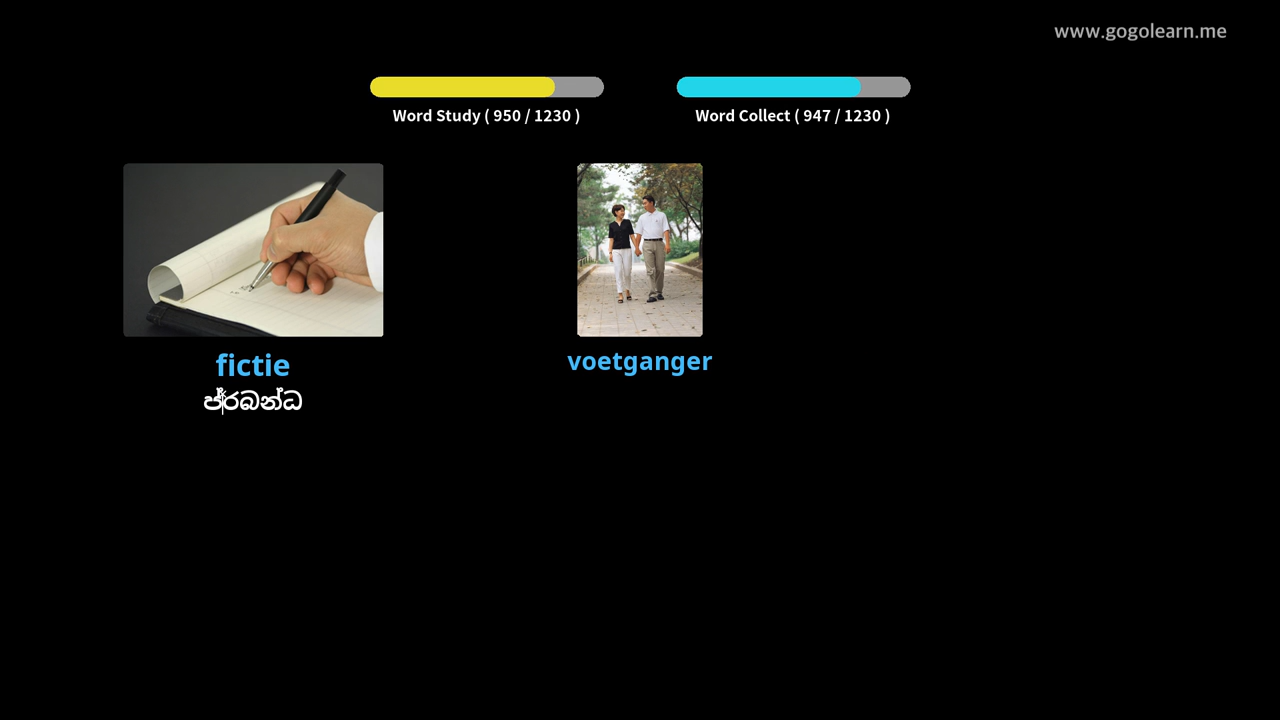 www.gogolearn.me
Word Study ( 950 / 1230 )
Word Collect ( 947 / 1230 )
fictie
ප්‍රබන්ධ
voetganger